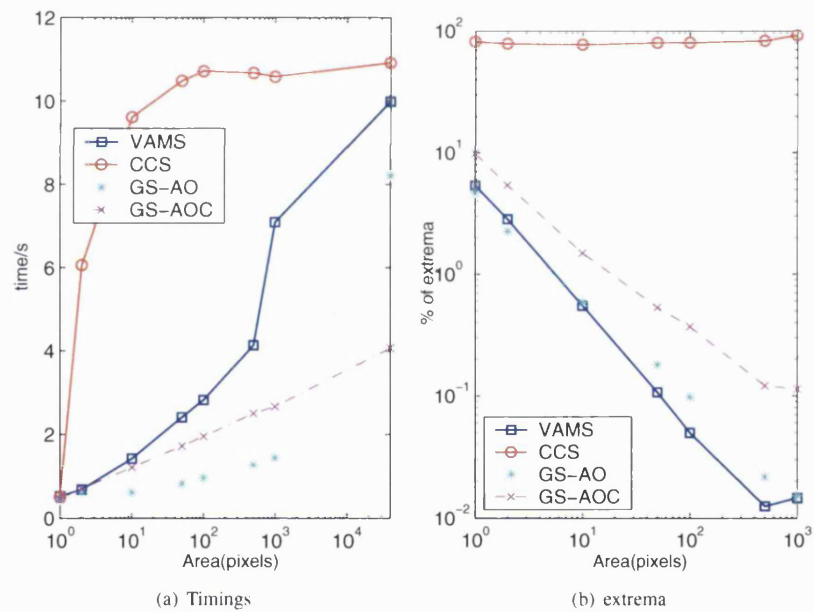 12
10
8
6
4
2
0
time/s
VAMS
CCS
GS-AO
GS-AOC
10^0
10^1
10^2
10^3
10^4
Area(pixels)
(a) Timings
10^2
10^1
10^0
10^-1
10^-2
% of extrema
VAMS
CCS
GS-AO
GS-AOC
10^0
10^1
10^2
10^3
Area(pixels)
(b) extrema